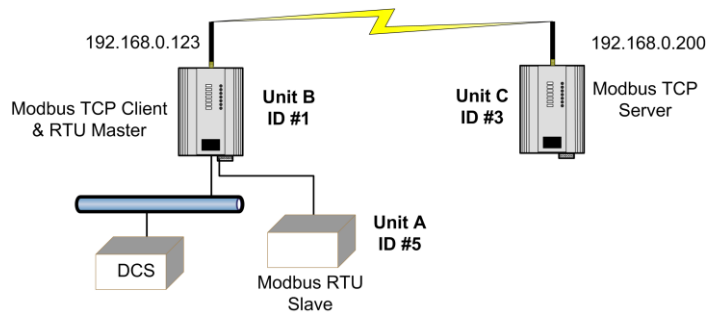 192.168.0.123
192.168.0.200
Modbus TCP Client
& RTU Master
Unit B
ID #1
Unit C
ID #3
Modbus TCP
Server
Unit A
ID #5
DCS
Modbus RTU
Slave